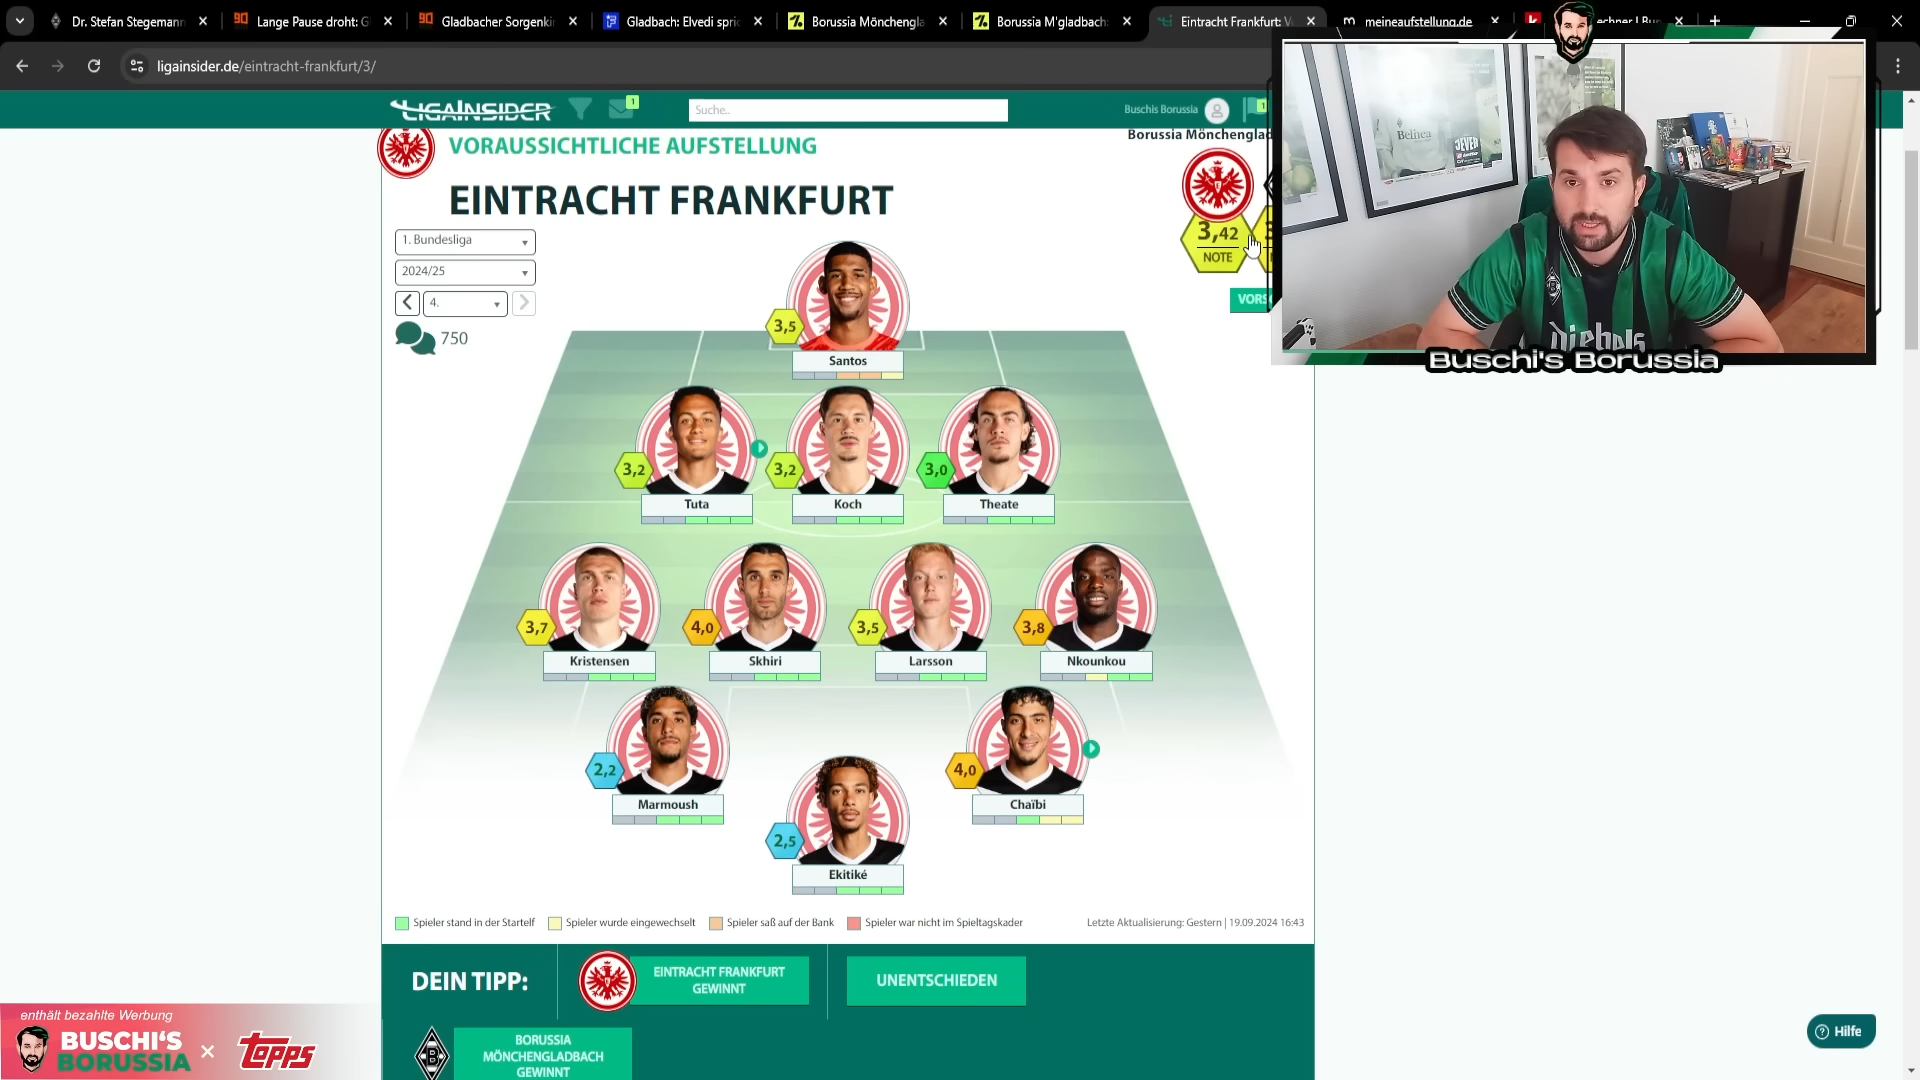 Dr. Stefan Stegemann
Lange Pause droht: G
Gladbacher Sorgenki
Gladbach: Elvedi spri
Borussia Mönchengla
Borussia M'gladbach:
Eintracht Frankfurt: V
meineaufstellung.de
ligainsider.de/eintracht-frankfurt/3/
LIGAINSIDER
1
Suche..
Buschis Borussia
1
VORAUSSICHTLICHE AUFSTELLUNG
Borussia Mönchenglad
EINTRACHT FRANKFURT
1. Bundesliga
2024/25
4.
750
3,42
NOTE
VORS
Belinea
JEVER
Diebels
Buschi's Borussia
3,5
Santos
3,2
Tuta
3,2
Koch
3,0
Theate
3,7
Kristensen
4,0
Skhiri
3,5
Larsson
3,8
Nkounkou
2,2
Marmoush
2,5
Ekitiké
4,0
Chaïbi
Spieler stand in der Startelf
Spieler wurde eingewechselt
Spieler saß auf der Bank
Spieler war nicht im Spieltagskader
Letzte Aktualisierung: Gestern | 19.09.2024 16:43
DEIN TIPP:
EINTRACHT FRANKFURT
GEWINNT
UNENTSCHIEDEN
BORUSSIA
MÖNCHENGLADBACH
GEWINNT
enthält bezahlte Werbung
BUSCHI'S
BORUSSIA
×
topps
Hilfe